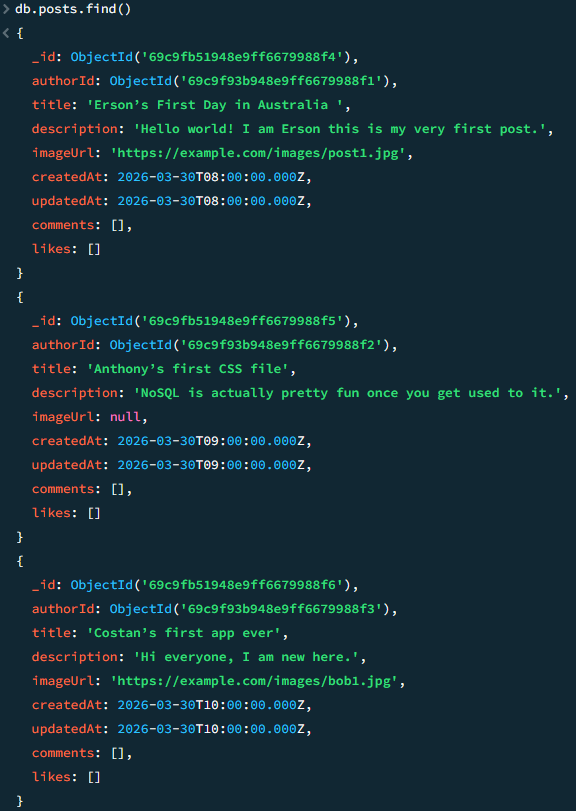 > db.posts.find()
< {
_id: ObjectId('69c9fb51948e9ff6679988f4'),
authorId: ObjectId('69c9f93b948e9ff6679988f1'),
title: 'Erson’s First Day in Australia ',
description: 'Hello world! I am Erson this is my very first post.',
imageUrl: 'https://example.com/images/post1.jpg',
createdAt: 2026-03-30T08:00:00.000Z,
updatedAt: 2026-03-30T08:00:00.000Z,
comments: [],
likes: []
}
{
_id: ObjectId('69c9fb51948e9ff6679988f5'),
authorId: ObjectId('69c9f93b948e9ff6679988f2'),
title: 'Anthony’s first CSS file',
description: 'NoSQL is actually pretty fun once you get used to it.',
imageUrl: null,
createdAt: 2026-03-30T09:00:00.000Z,
updatedAt: 2026-03-30T09:00:00.000Z,
comments: [],
likes: []
}
{
_id: ObjectId('69c9fb51948e9ff6679988f6'),
authorId: ObjectId('69c9f93b948e9ff6679988f3'),
title: 'Costan’s first app ever',
description: 'Hi everyone, I am new here.',
imageUrl: 'https://example.com/images/bob1.jpg',
createdAt: 2026-03-30T10:00:00.000Z,
updatedAt: 2026-03-30T10:00:00.000Z,
comments: [],
likes: []
}